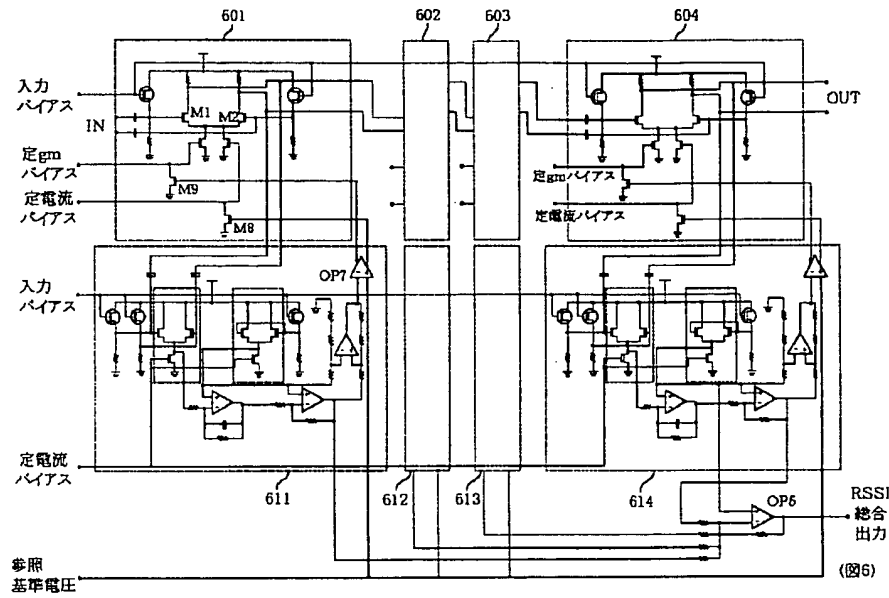 601
602
603
604
入力
バイアス
M1
M2
IN
OUT
定gm
バイアス
M9
定gmバイアス
定電流
バイアス
M8
定電流バイアス
入力
バイアス
OP7
定電流
バイアス
611
612
613
614
OP6
RSSI
総合
出力
参照
基準電圧
(図6)